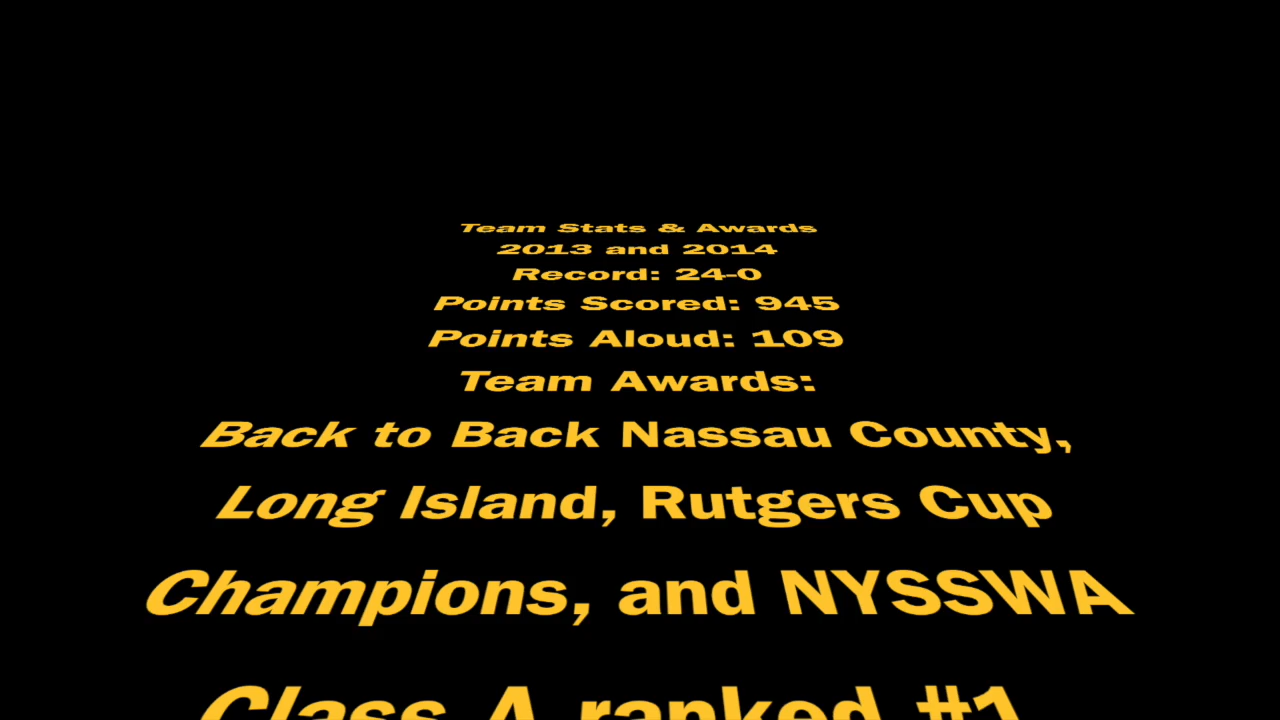 Team Stats & Awards
2013 and 2014
Record: 24-0
Points Scored: 945
Points Aloud: 109
Team Awards:
Back to Back Nassau County,
Long Island, Rutgers Cup
Champions, and NYSSWA
Class A ranked #1